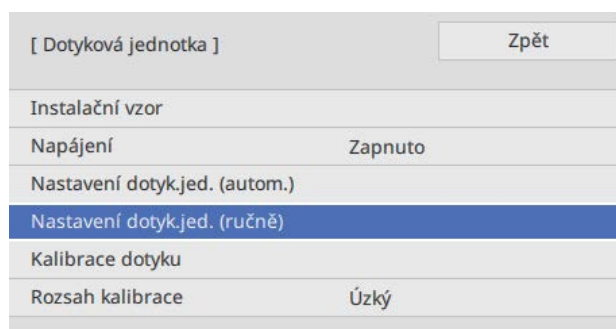 [ Dotyková jednotka ] Zpět
Instalační vzor
Napájení Zapnuto
Nastavení dotyk.jed. (autom.)
Nastavení dotyk.jed. (ručně)
Kalibrace dotyku
Rozsah kalibrace Úzký